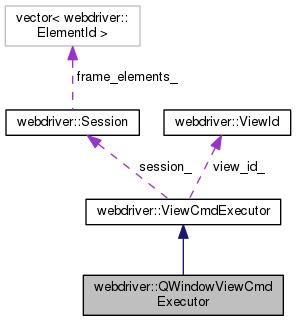 vector< webdriver::
ElementId >
frame_elements_
webdriver::Session
webdriver::ViewId
session_
view_id_
webdriver::ViewCmdExecutor
webdriver::QWindowViewCmd
Executor